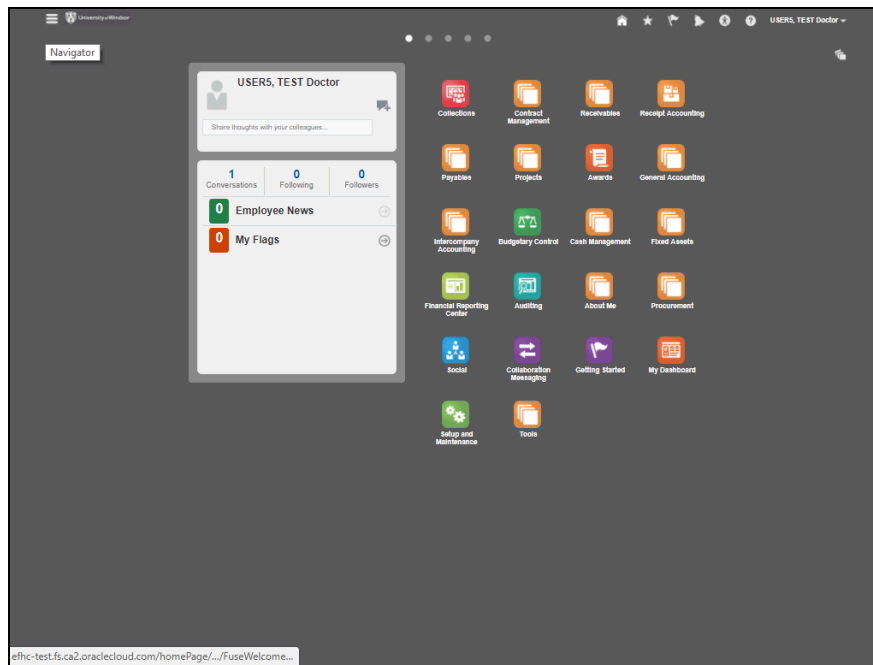 University of Windsor
USER5, TEST Doctor
Navigator
USER5, TEST Doctor
Share thoughts with your colleagues...
1
Conversations
0
Following
0
Followers
0
Employee News
0
My Flags
Collections
Contract
Management
Receivables
Receipt Accounting
Payables
Projects
Awards
General Accounting
Intercompany
Accounting
Budgetary Control
Cash Management
Fixed Assets
Financial Reporting
Center
Auditing
About Me
Procurement
Social
Collaboration
Messaging
Getting Started
My Dashboard
Setup and
Maintenance
Tools
efhc-test.fs.ca2.oraclecloud.com/homePage/.../FuseWelcome...